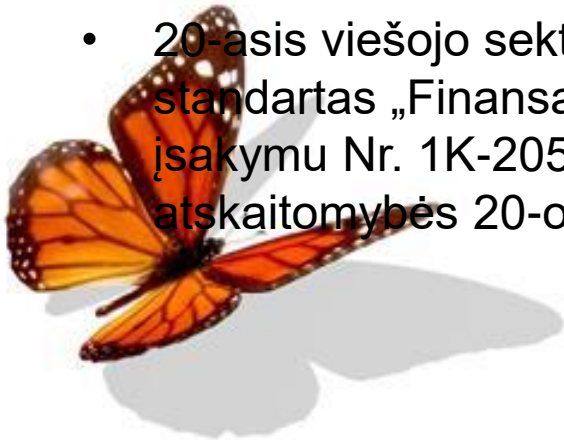 • 20-asis viešojo sekt
standartas „Finansa
įsakymu Nr. 1K-205
atskaitomybės 20-o